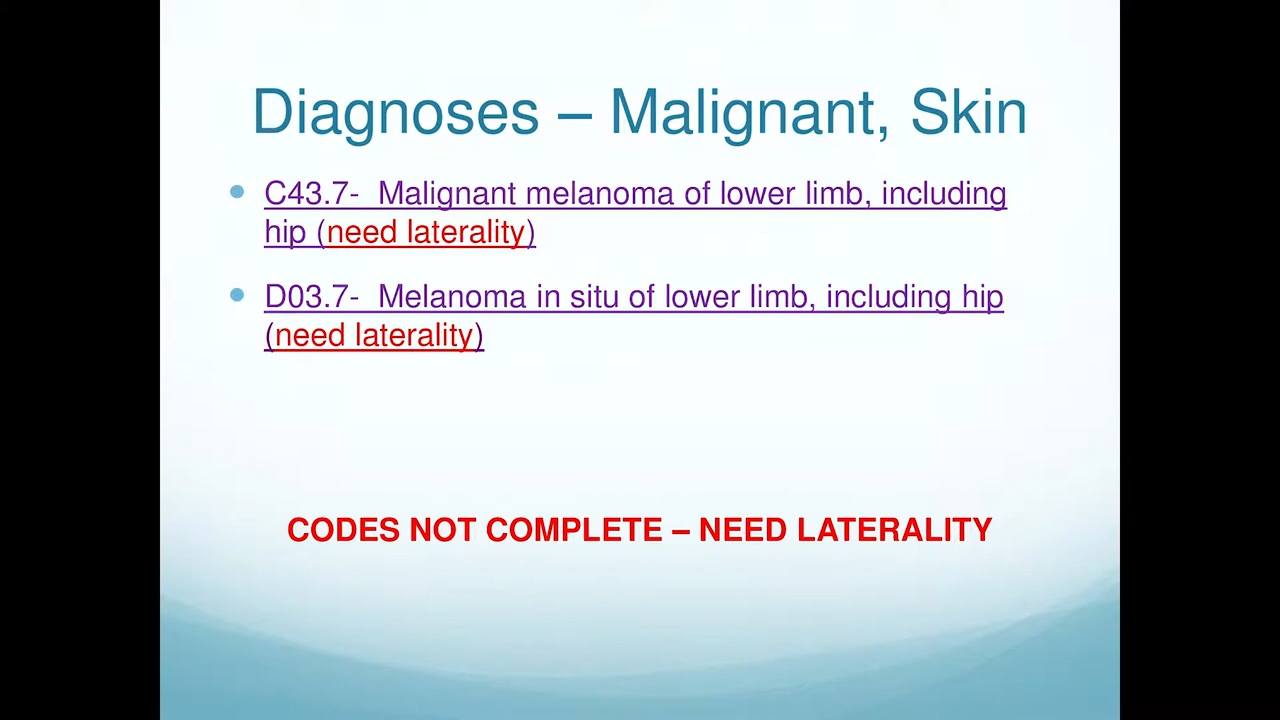 Diagnoses – Malignant, Skin
C43.7-  Malignant melanoma of lower limb, including
hip (need laterality)
D03.7-  Melanoma in situ of lower limb, including hip
(need laterality)
CODES NOT COMPLETE – NEED LATERALITY